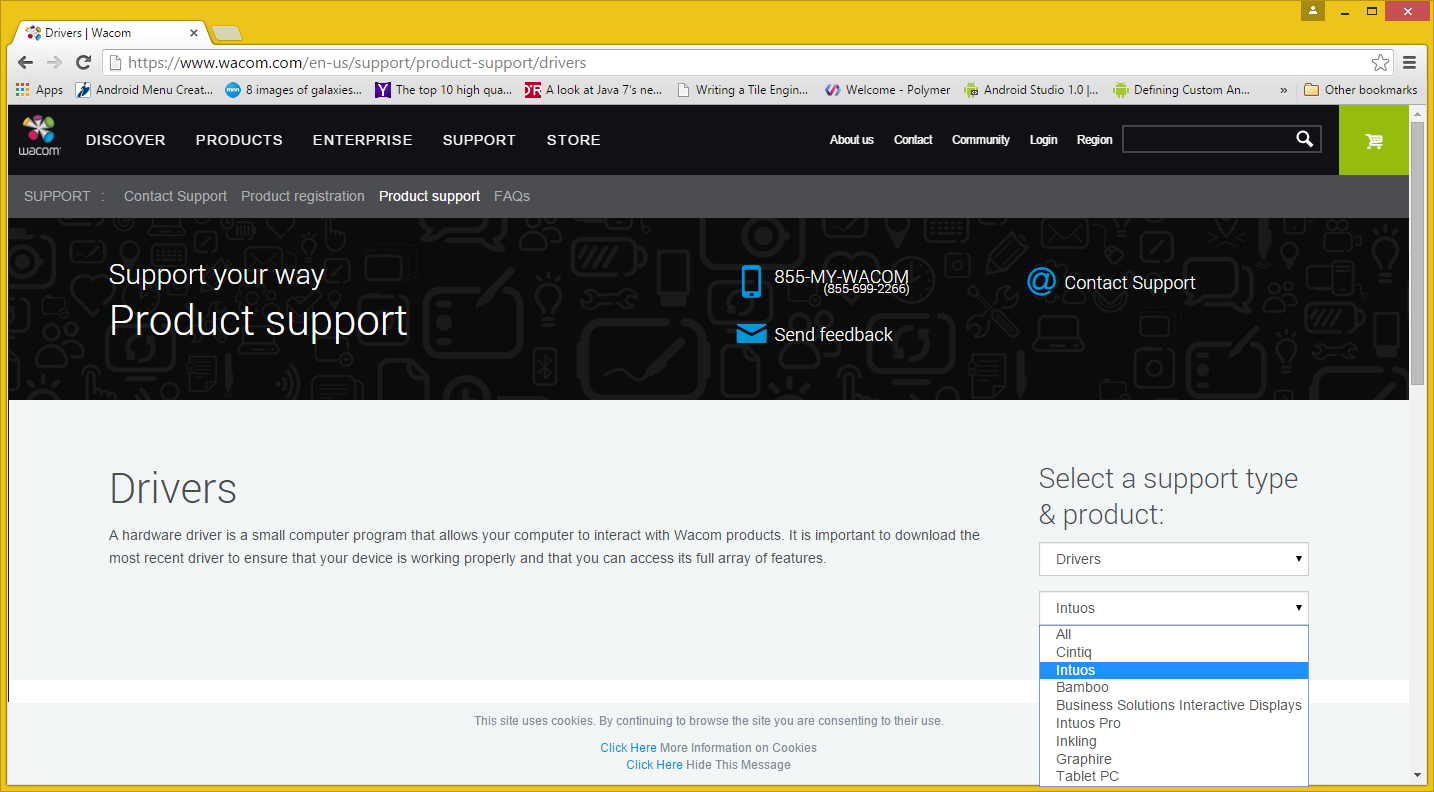 Drivers | Wacom
https://www.wacom.com/en-us/support/product-support/drivers
Apps Android Menu Creat... 8 images of galaxies... The top 10 high qua... A look at Java 7's ne... Writing a Tile Engin... Welcome - Polymer Android Studio 1.0 |... Defining Custom An... » Other bookmarks
wacom DISCOVER PRODUCTS ENTERPRISE SUPPORT STORE About us Contact Community Login Region
SUPPORT : Contact Support Product registration Product support FAQs
Support your way
Product support
855-MY-WACOM
(855-699-2266)
@ Contact Support
Send feedback
Drivers
A hardware driver is a small computer program that allows your computer to interact with Wacom products. It is important to download the
most recent driver to ensure that your device is working properly and that you can access its full array of features.
Select a support type
& product:
Drivers
Intuos
All
Cintiq
Intuos
Bamboo
Business Solutions Interactive Displays
Intuos Pro
Inkling
Graphire
Tablet PC
This site uses cookies. By continuing to browse the site you are consenting to their use.
Click Here More Information on Cookies
Click Here Hide This Message